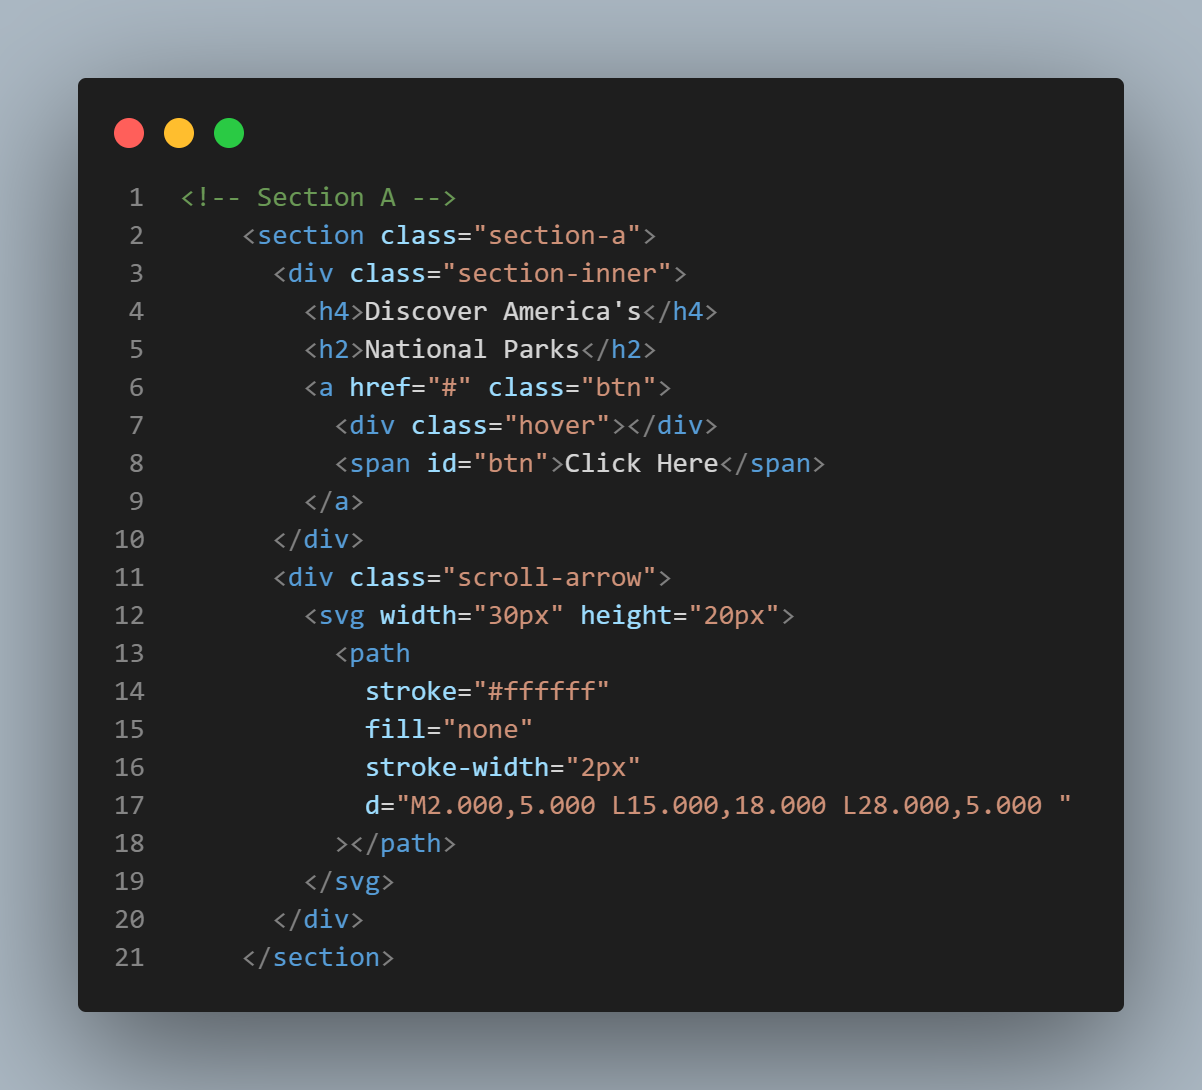 1 <!-- Section A -->
2     <section class="section-a">
3       <div class="section-inner">
4         <h4>Discover America's</h4>
5         <h2>National Parks</h2>
6         <a href="#" class="btn">
7           <div class="hover"></div>
8           <span id="btn">Click Here</span>
9         </a>
10       </div>
11       <div class="scroll-arrow">
12         <svg width="30px" height="20px">
13           <path
14             stroke="#ffffff"
15             fill="none"
16             stroke-width="2px"
17             d="M2.000,5.000 L15.000,18.000 L28.000,5.000 "
18           ></path>
19         </svg>
20       </div>
21     </section>